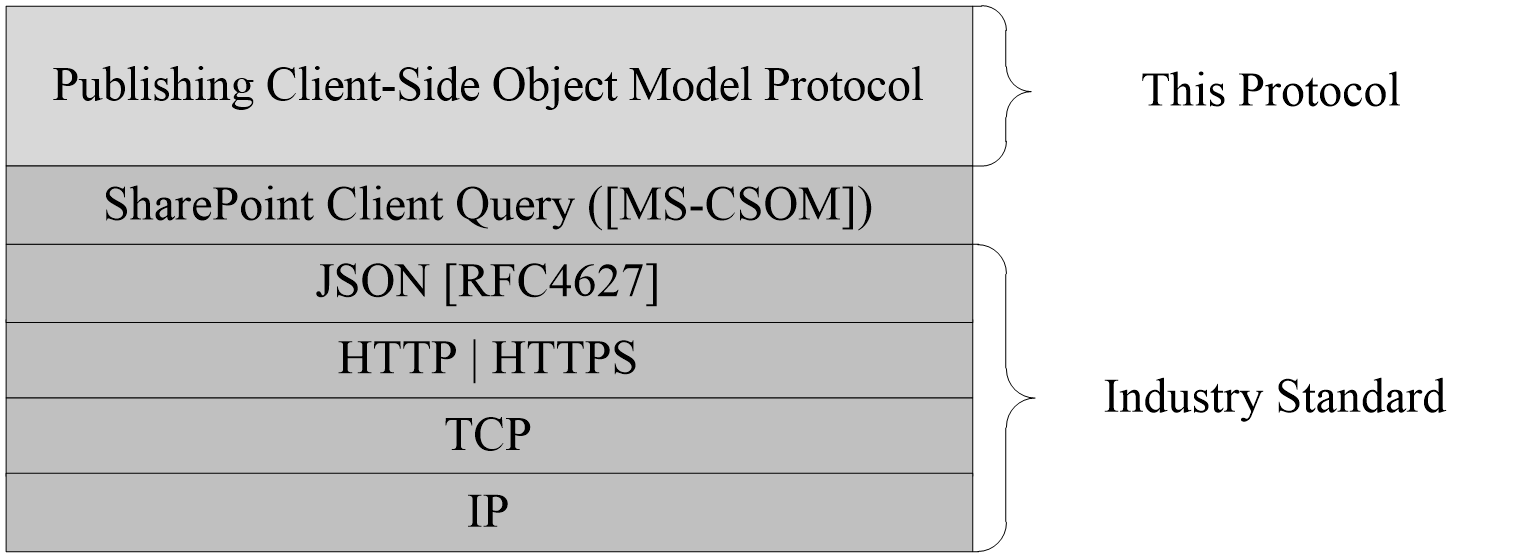 Publishing Client-Side Object Model Protocol
This Protocol
SharePoint Client Query ([MS-CSOM])
JSON [RFC4627]
HTTP | HTTPS
Industry Standard
TCP
IP